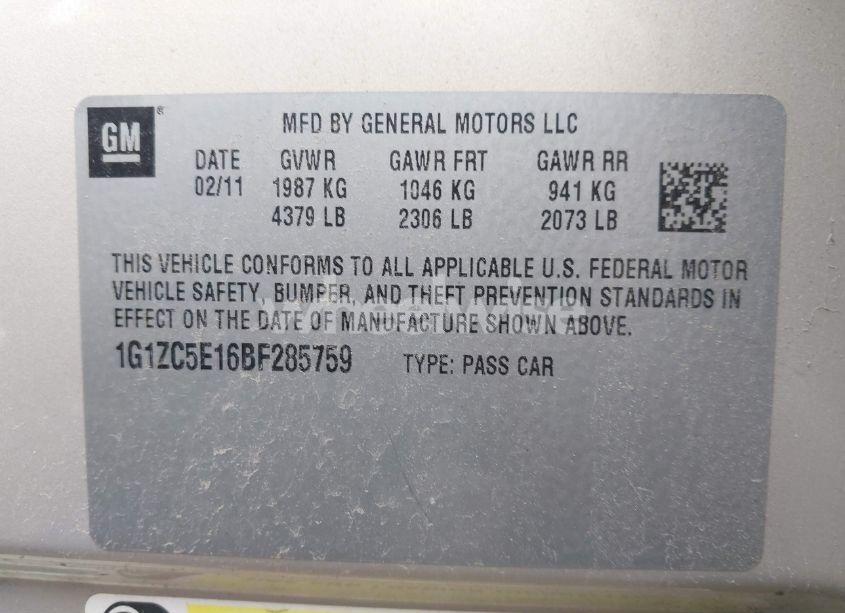 GM®
MFD BY GENERAL MOTORS LLC
DATE GVWR GAWR FRT GAWR RR
02/11 1987 KG 1046 KG 941 KG
4379 LB 2306 LB 2073 LB
THIS VEHICLE CONFORMS TO ALL APPLICABLE U.S. FEDERAL MOTOR
VEHICLE SAFETY, BUMPER, AND THEFT PREVENTION STANDARDS IN
EFFECT ON THE DATE OF MANUFACTURE SHOWN ABOVE.
1G1ZC5E16BF285759 TYPE: PASS CAR